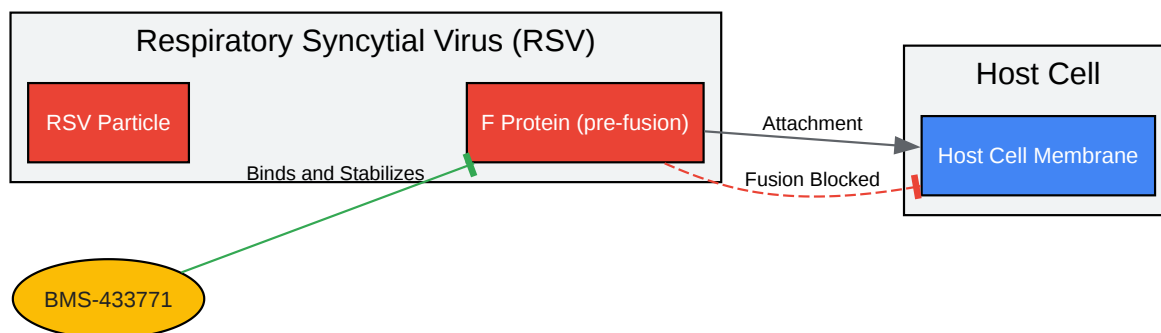 Respiratory Syncytial Virus (RSV)
Host Cell
RSV Particle
F Protein (pre-fusion)
Attachment
Host Cell Membrane
Binds and Stabilizes
Fusion Blocked
BMS-433771